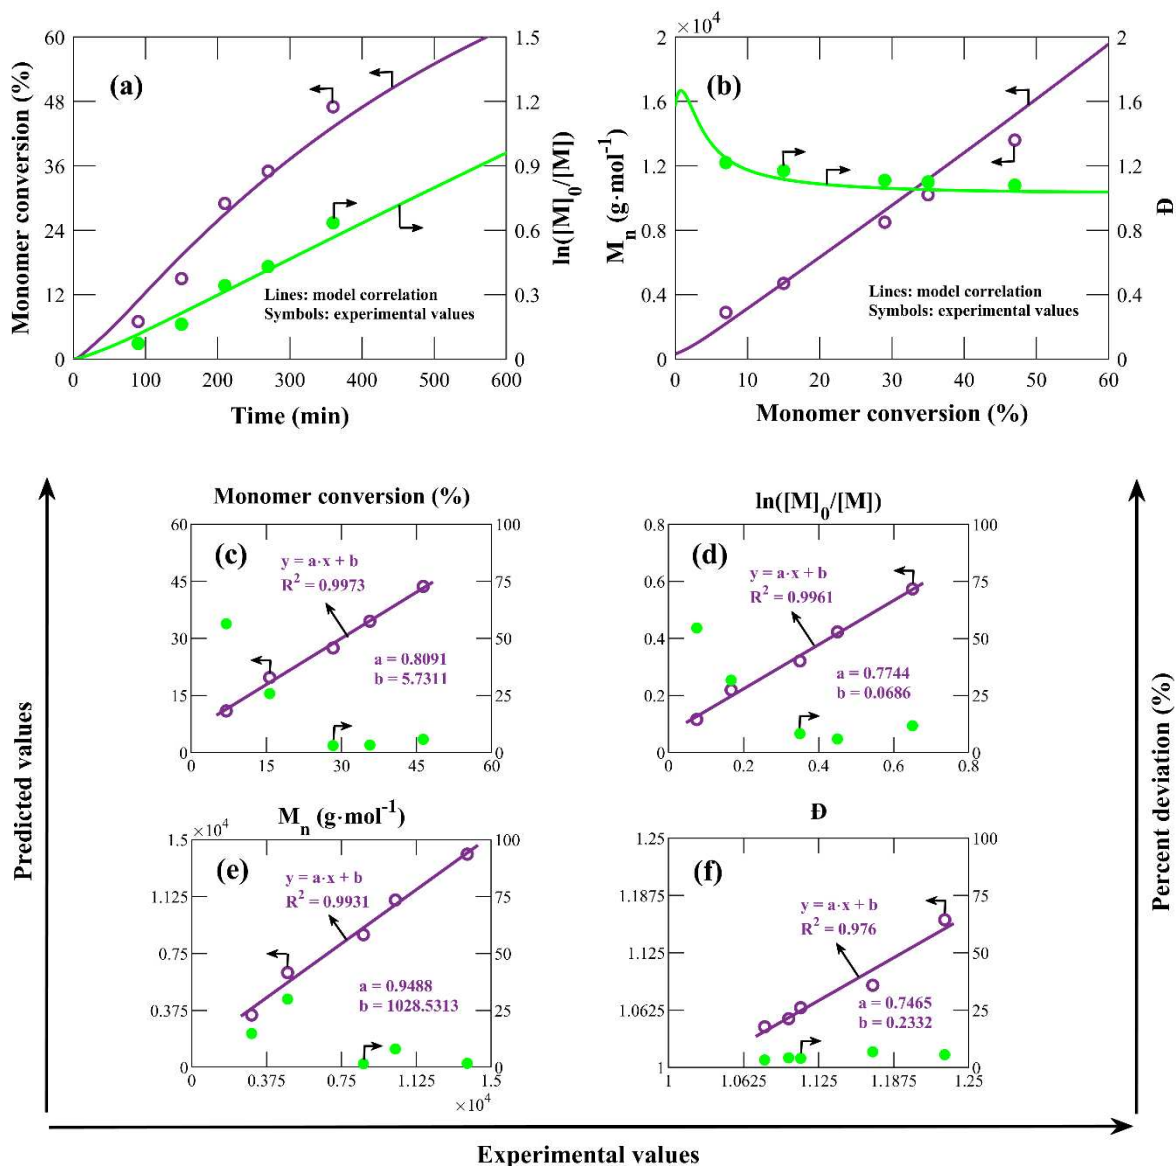 ×10⁴
60 1.5 2 2
(a) (b)
48 1.2 1.6 1.6
Monomer conversion (%)
36 0.9 1.2 1.2
ln([M]₀/[M]) Mₙ (g·mol⁻¹) Đ
24 0.6 0.8 0.8
Lines: model correlation Lines: model correlation
12 0.3 0.4 0.4
Symbols: experimental values Symbols: experimental values
0 0 0 0
0 100 200 300 400 500 600 0 10 20 30 40 50 60
Time (min) Monomer conversion (%)
Monomer conversion (%) ln([M]₀/[M])
60 100 0.8 100
(c) (d)
y = a·x + b y = a·x + b
45 75 0.6 75
R² = 0.9973 R² = 0.9961
30 50 0.4 50
a = 0.8091 a = 0.7744
b = 5.7311 b = 0.0686
15 25 0.2 25
0 0 0 0
0 15 30 45 60 0 0.2 0.4 0.6 0.8
Predicted values
Percent deviation (%)
Mₙ (g·mol⁻¹) Đ
×10⁴
1.5 100 1.25 100
(e) (f)
y = a·x + b
1.125 75 1.1875 75
R² = 0.9931
y = a·x + b
R² = 0.976
0.75 50 1.125 50
a = 0.9488 a = 0.7465
b = 1028.5313 b = 0.2332
0.375 25 1.0625 25
0 0 1 0
0 0.375 0.75 1.125 1.5 1 1.0625 1.125 1.1875 1.25
×10⁴
Experimental values